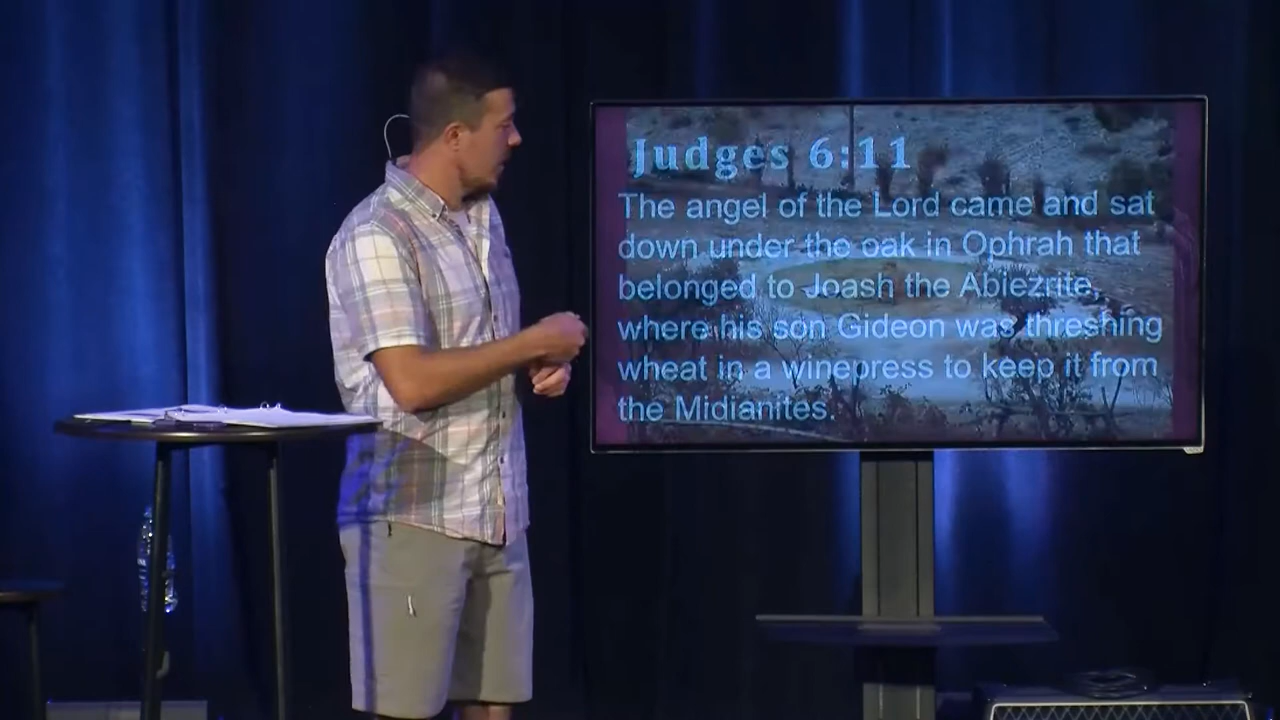 Judges 6:11
The angel of the Lord came and sat
down under the oak in Ophrah that
belonged to Joash the Abiezrite,
where his son Gideon was threshing
wheat in a winepress to keep it from
the Midianites.